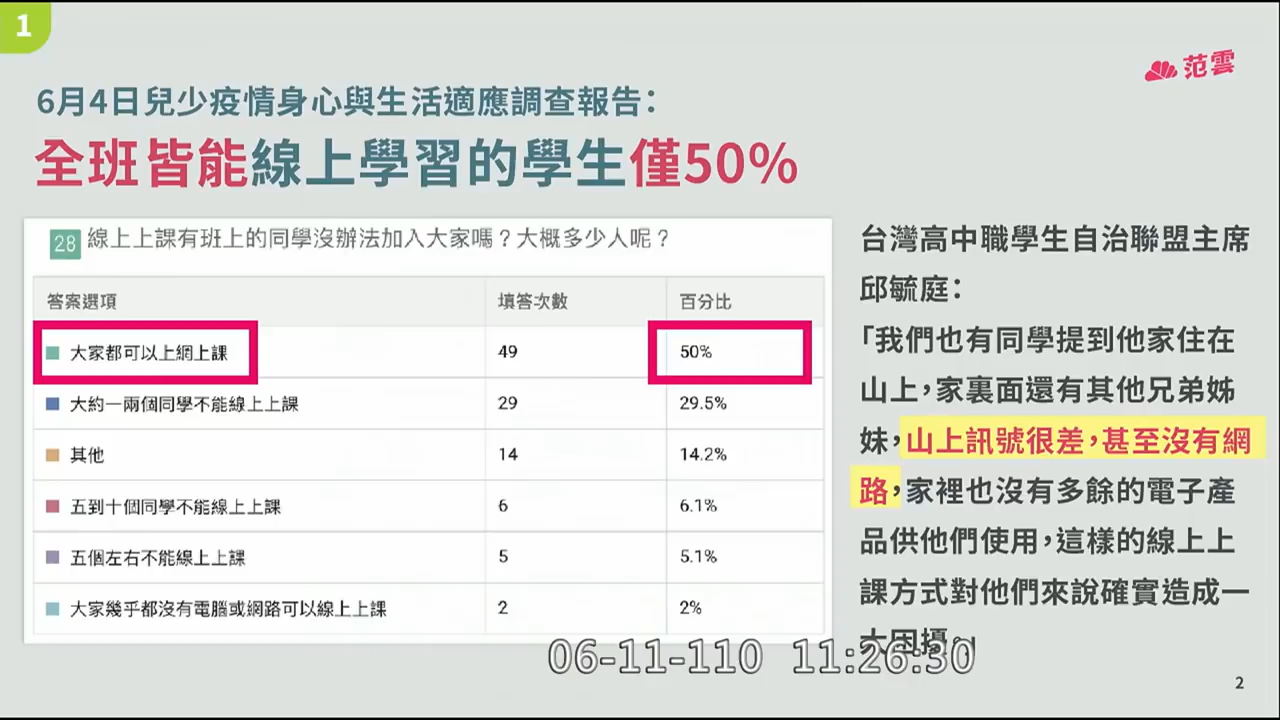 1
范雲
6月4日兒少疫情身心與生活適應調查報告：
全班皆能線上學習的學生僅50%
28 線上上課有班上的同學沒辦法加入大家嗎？大概多少人呢？
答案選項 填答次數 百分比
大家都可以上網上課 49 50%
大約一兩個同學不能線上上課 29 29.5%
其他 14 14.2%
五到十個同學不能線上上課 6 6.1%
五個左右不能線上上課 5 5.1%
大家幾乎都沒有電腦或網路可以線上上課 2 2%
台灣高中職學生自治聯盟主席
邱毓庭：
「我們也有同學提到他家住在
山上，家裏面還有其他兄弟姊
妹，山上訊號很差，甚至沒有網
路，家裡也沒有多餘的電子產
品供他們使用，這樣的線上上
課方式對他們來說確實造成一
大困擾。」
06-11-110 11:26:30
2